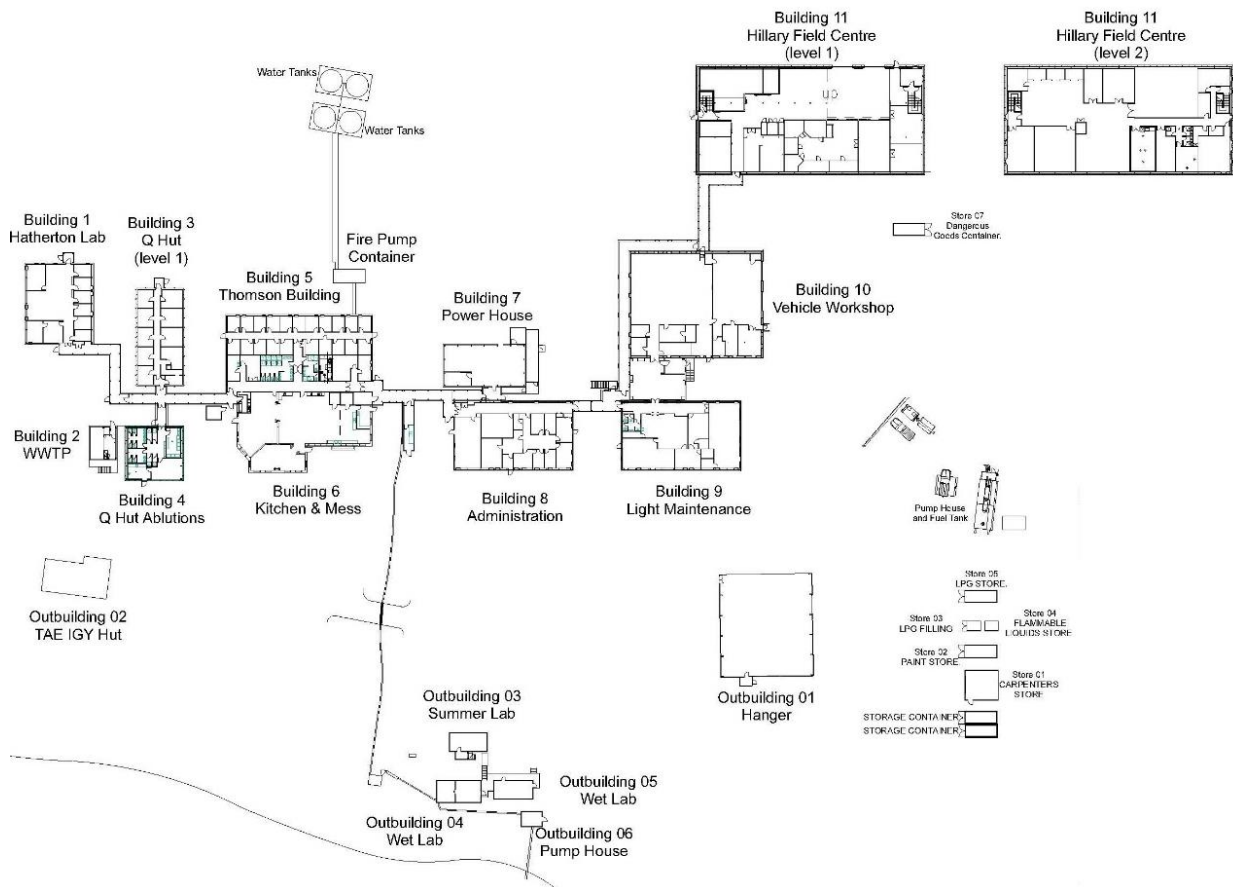 Building 11
Hillary Field Centre
(level 1)
Building 11
Hillary Field Centre
(level 2)
Water Tanks
Water Tanks
UP
Building 1
Hatherton Lab
Building 3
Q Hut
(level 1)
Fire Pump
Container
Store 07
Dangerous
Goods Container.
Building 5
Thomson Building
Building 7
Power House
Building 10
Vehicle Workshop
Building 2
WWTP
Building 4
Q Hut Ablutions
Building 6
Kitchen & Mess
Building 8
Administration
Building 9
Light Maintenance
Pump House
and Fuel Tank
Outbuilding 02
TAE IGY Hut
Store 05
LPG STORE.
Store 03
LPG FILLING
Store 04
FLAMMABLE
LIQUIDS STORE
Store 02
PAINT STORE
Store 01
CARPENTERS
STORE
Outbuilding 01
Hanger
STORAGE CONTAINER
STORAGE CONTAINER
Outbuilding 03
Summer Lab
Outbuilding 05
Wet Lab
Outbuilding 04
Wet Lab
Outbuilding 06
Pump House